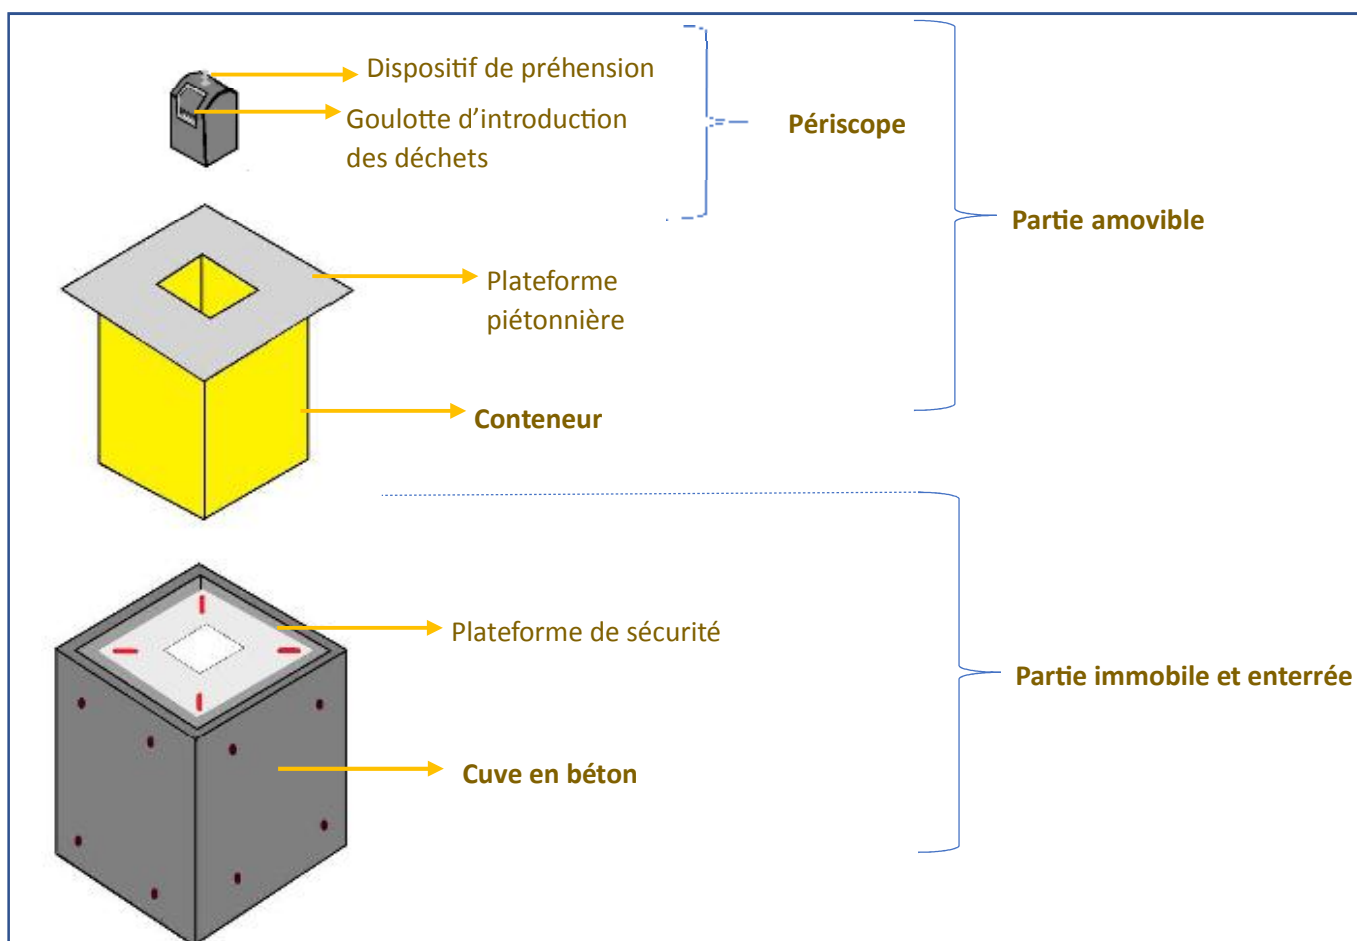 Dispositif de préhension
Goulotte d'introduction
des déchets
Périscope
Partie amovible
Plateforme
piétonnière
Conteneur
Plateforme de sécurité
Partie immobile et enterrée
Cuve en béton